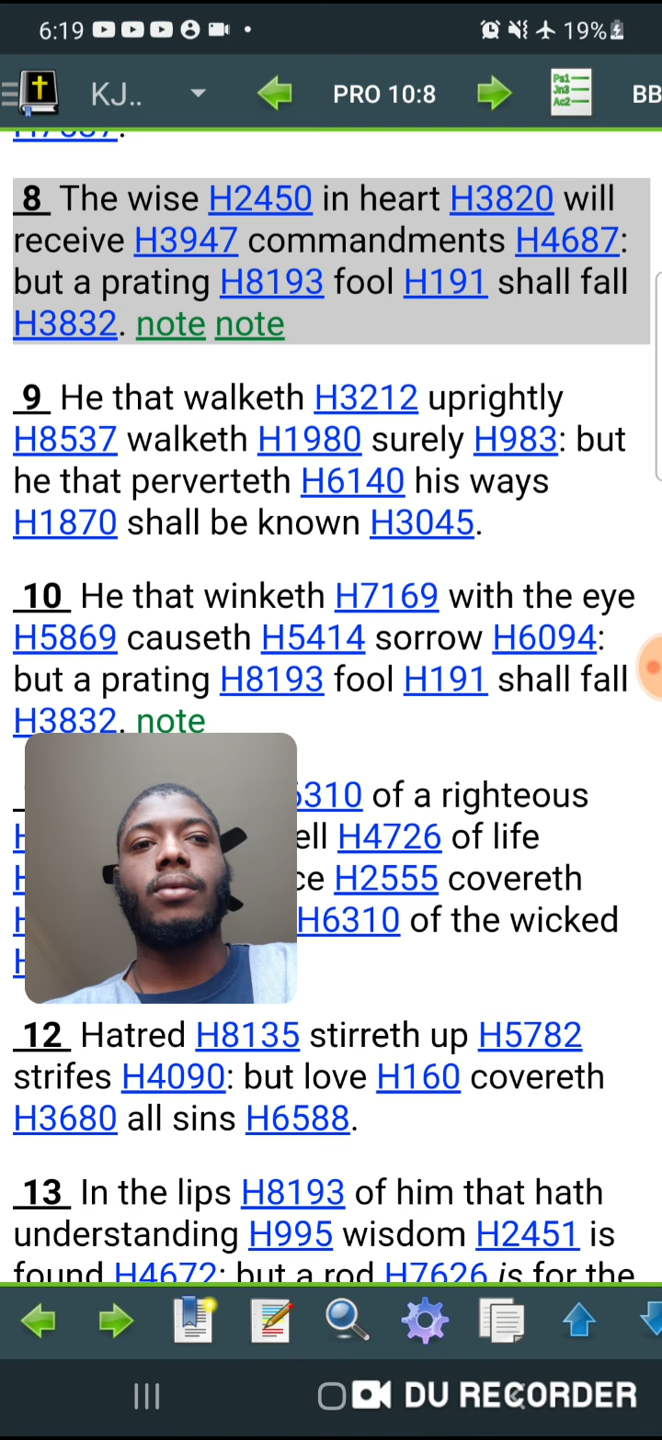 6:19 19%
KJ.. PRO 10:8 BB
Ps1
Jn3
Ac2
8 The wise H2450 in heart H3820 will
receive H3947 commandments H4687:
but a prating H8193 fool H191 shall fall
H3832. note note
9 He that walketh H3212 uprightly
H8537 walketh H1980 surely H983: but
he that perverteth H6140 his ways
H1870 shall be known H3045.
10 He that winketh H7169 with the eye
H5869 causeth H5414 sorrow H6094:
but a prating H8193 fool H191 shall fall
H3832. note
6310 of a righteous
H ell H4726 of life
H ce H2555 covereth
H H6310 of the wicked
H
12 Hatred H8135 stirreth up H5782
strifes H4090: but love H160 covereth
H3680 all sins H6588.
13 In the lips H8193 of him that hath
understanding H995 wisdom H2451 is
found H4672: but a rod H7626 is for the
DU RECORDER